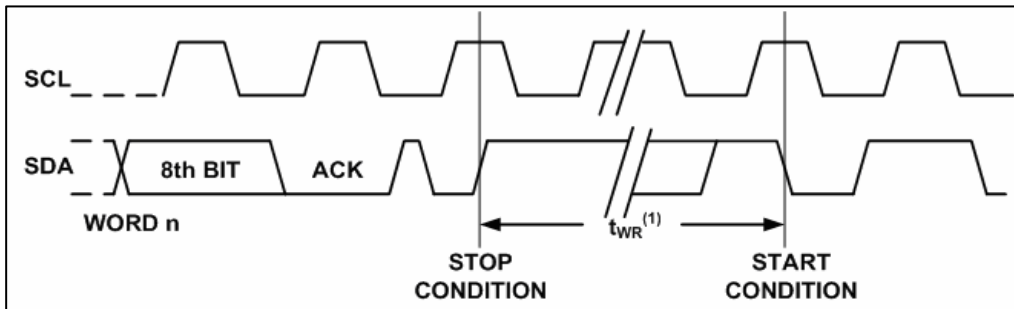 SCL
SDA
8th BIT
ACK
WORD n
tWR(1)
STOP
CONDITION
START
CONDITION